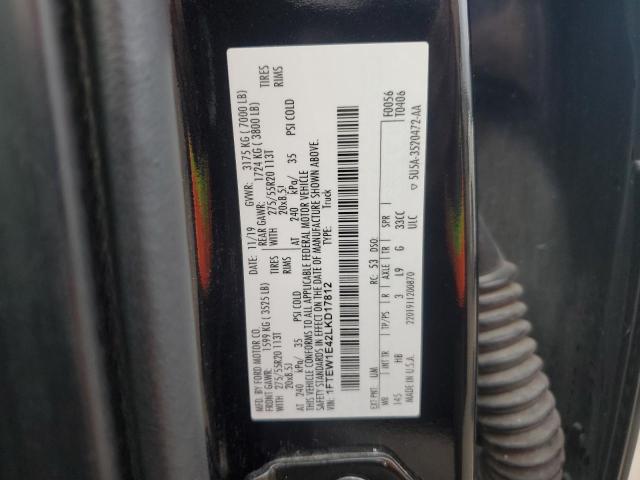 MFD. BY FORD MOTOR CO.
DATE: 11/19 GVWR: 3175 KG ( 7000 LB)
FRONT GAWR: 1599 KG ( 3525 LB) REAR GAWR: 1724 KG ( 3800 LB)
WITH 275/55R20 113T TIRES WITH 275/55R20 113T TIRES
20x8.5J RIMS 20x8.5J RIMS
AT 240 kPa/ 35 PSI COLD AT 240 kPa/ 35 PSI COLD
THIS VEHICLE CONFORMS TO ALL APPLICABLE FEDERAL MOTOR VEHICLE
SAFETY STANDARDS IN EFFECT ON THE DATE OF MANUFACTURE SHOWN ABOVE.
VIN: 1FTEW1E42LKD17812 TYPE: Truck
F0056
T0406
EXT PNT: UM RC: 53 DSO:
WB INT TR TP/PS R AXLE TR SPR
145 HB 3 L9 G 33CC
ULC
MADE IN U.S.A. 2201911200870 5U5A-3520472-AA